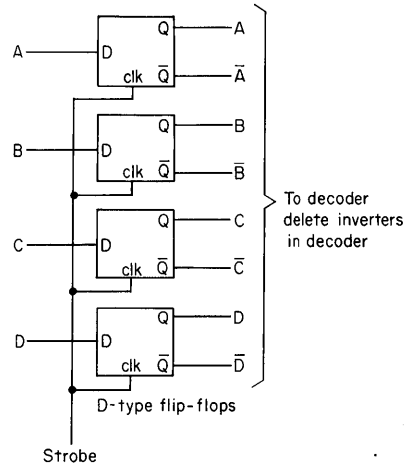 Q A
A D
clk Q̅ A̅
Q B
B D
clk Q̅ B̅
To decoder
delete inverters
in decoder
Q C
C D
clk Q̅ C̅
Q D
D D
clk Q̅ D̅
D-type flip-flops
Strobe